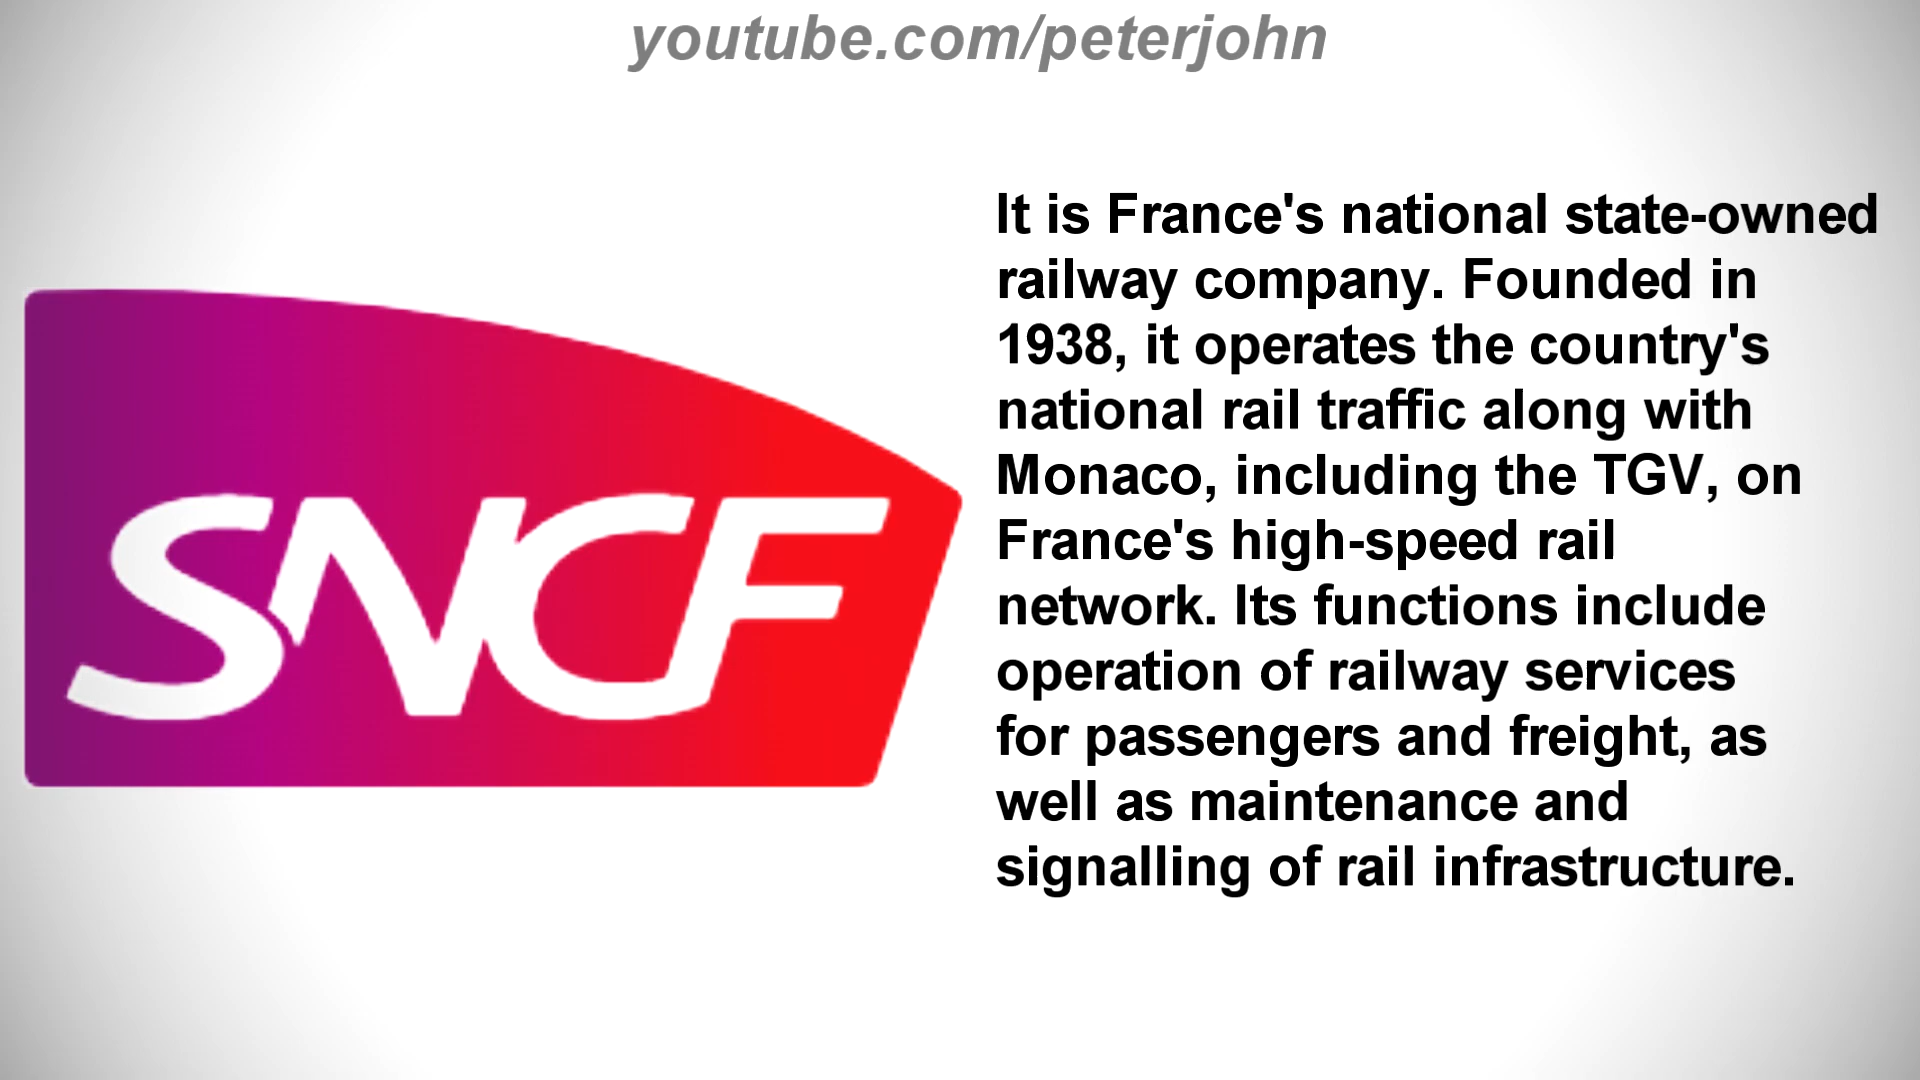 youtube.com/peterjohn
SNCF
It is France's national state-owned
railway company. Founded in
1938, it operates the country's
national rail traffic along with
Monaco, including the TGV, on
France's high-speed rail
network. Its functions include
operation of railway services
for passengers and freight, as
well as maintenance and
signalling of rail infrastructure.